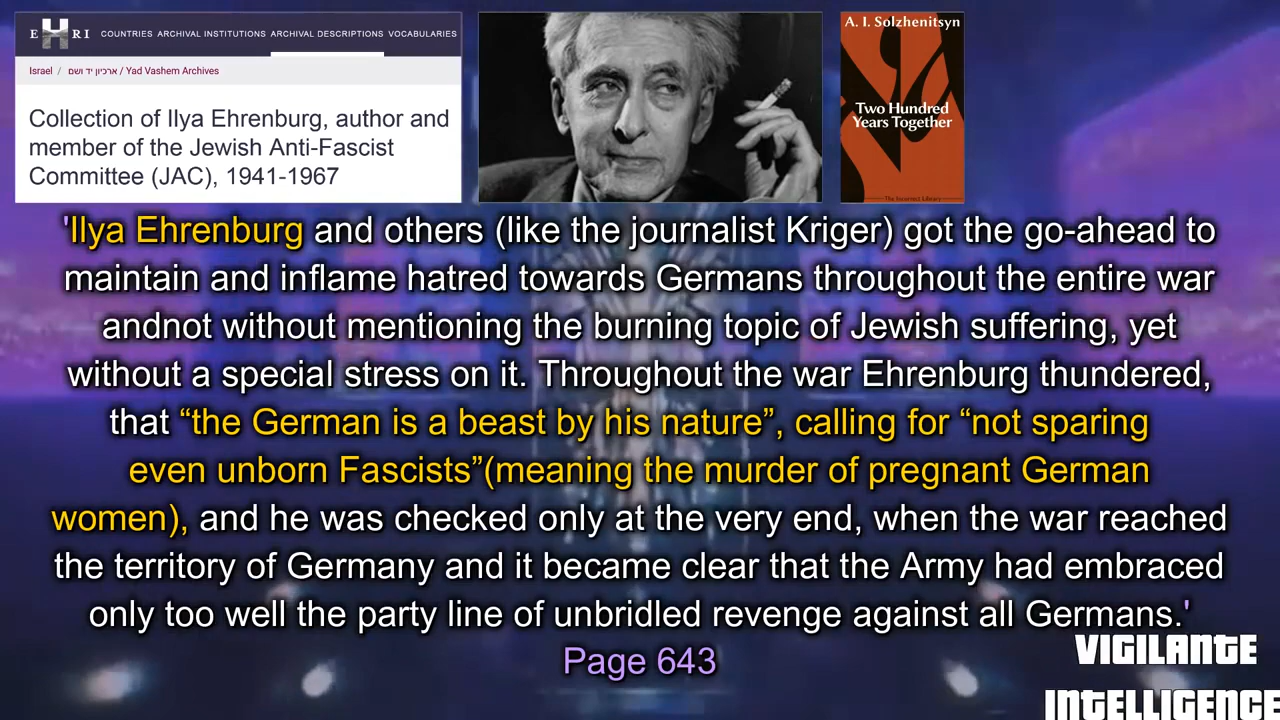 EHRI COUNTRIES ARCHIVAL INSTITUTIONS ARCHIVAL DESCRIPTIONS VOCABULARIES
Israel / ארכיון יד ושם / Yad Vashem Archives
Collection of Ilya Ehrenburg, author and
member of the Jewish Anti-Fascist
Committee (JAC), 1941-1967
A. I. Solzhenitsyn
Two Hundred
Years Together
'Ilya Ehrenburg and others (like the journalist Kriger) got the go-ahead to
maintain and inflame hatred towards Germans throughout the entire war
andnot without mentioning the burning topic of Jewish suffering, yet
without a special stress on it. Throughout the war Ehrenburg thundered,
that “the German is a beast by his nature”, calling for “not sparing
even unborn Fascists”(meaning the murder of pregnant German
women), and he was checked only at the very end, when the war reached
the territory of Germany and it became clear that the Army had embraced
only too well the party line of unbridled revenge against all Germans.'
Page 643
VIGILANTE
INTELLIGENCE